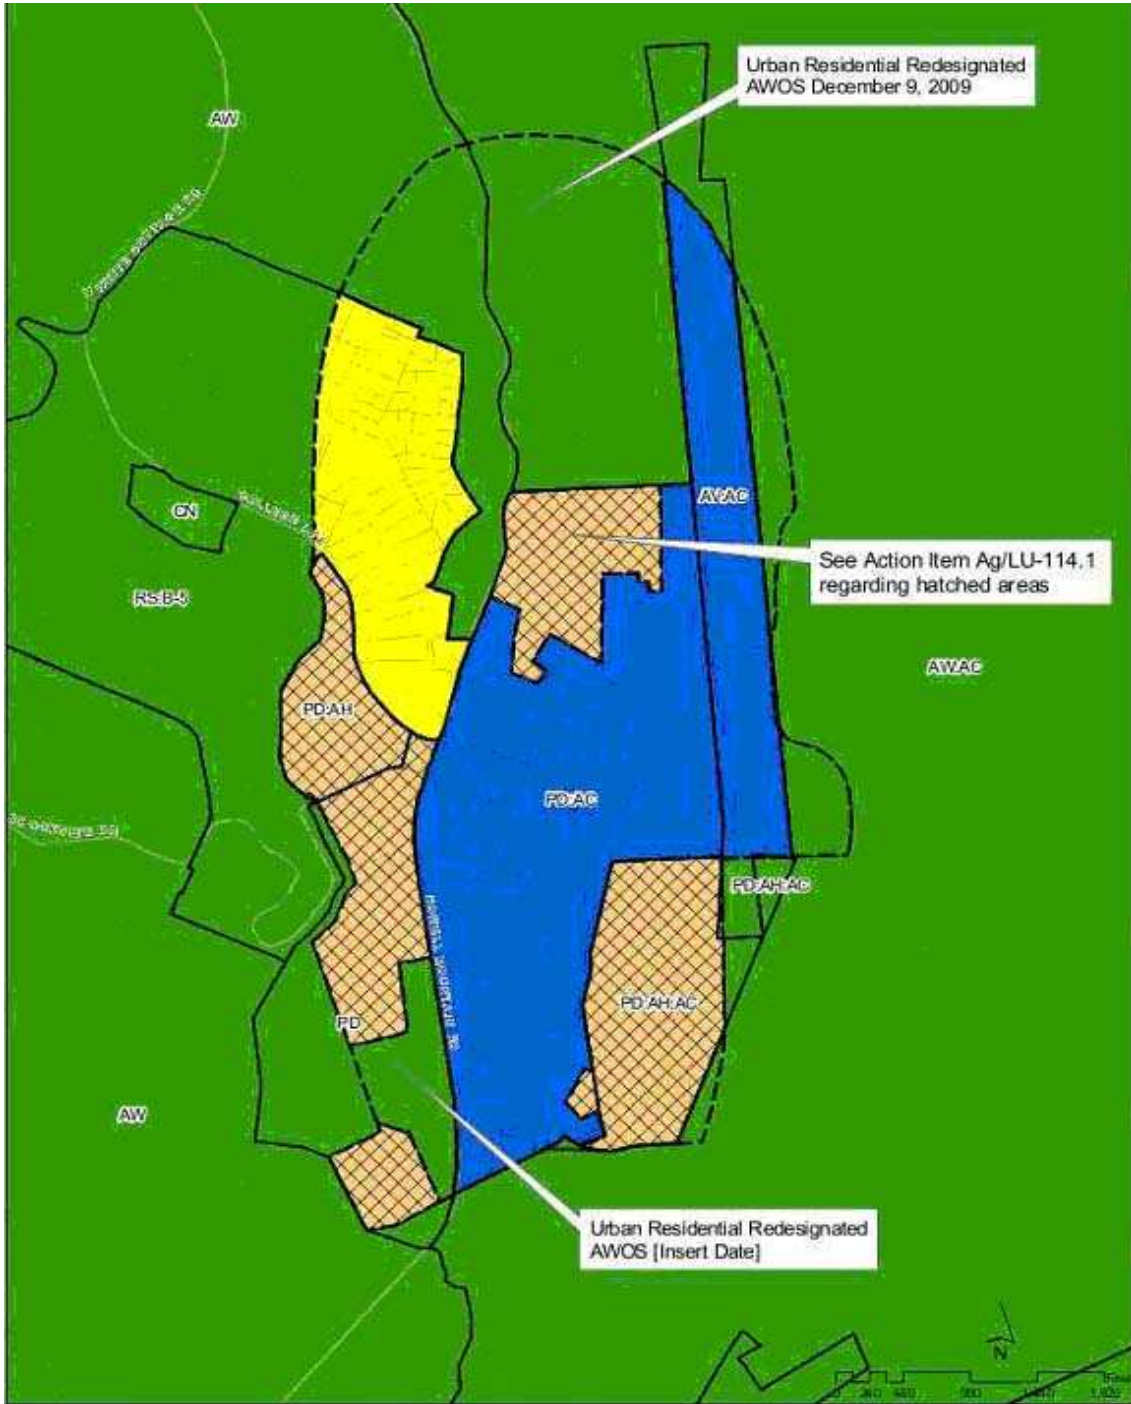 Urban Residential Redesignated
AWOS December 9, 2009
AW
AV:AC
CN
See Action Item Ag/LU-114.1
regarding hatched areas
RS:B-5
AW:AC
PD:AH
PD:AC
PD:AH:AC
PD:AH:AC
PD
AW
Urban Residential Redesignated
AWOS [Insert Date]
N
0